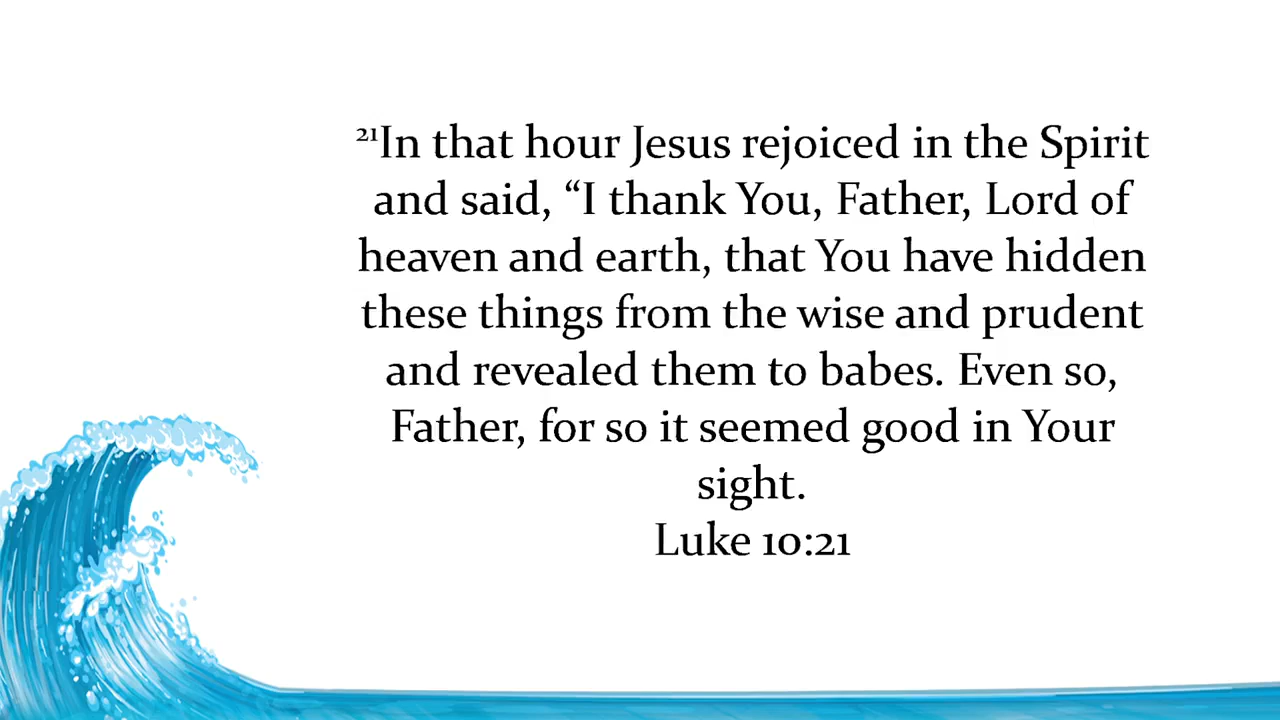 ²¹In that hour Jesus rejoiced in the Spirit
and said, “I thank You, Father, Lord of
heaven and earth, that You have hidden
these things from the wise and prudent
and revealed them to babes. Even so,
Father, for so it seemed good in Your
sight.
Luke 10:21